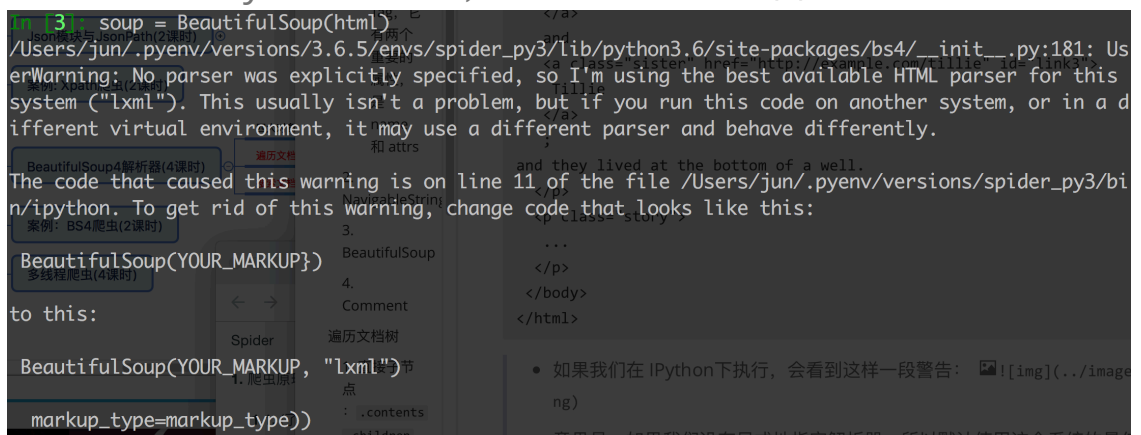 In [3]: soup = BeautifulSoup(html)
/Users/jun/.pyenv/versions/3.6.5/envs/spider_py3/lib/python3.6/site-packages/bs4/__init__.py:181: Us
erWarning: No parser was explicitly specified, so I'm using the best available HTML parser for this
system ("lxml"). This usually isn't a problem, but if you run this code on another system, or in a d
ifferent virtual environment, it may use a different parser and behave differently.
The code that caused this warning is on line 11 of the file /Users/jun/.pyenv/versions/spider_py3/bi
n/ipython. To get rid of this warning, change code that looks like this:
BeautifulSoup(YOUR_MARKUP})
to this:
BeautifulSoup(YOUR_MARKUP, "lxml")
markup_type=markup_type))
Json模块与JsonPath(2课时)
BeautifulSoup4解析器(4课时)
案例：BS4爬虫(2课时)
多线程爬虫(4课时)
Spider
有两个
重要的
和 attrs
NavigableString
3.
BeautifulSoup
4.
Comment
遍历文档树
点
: .contents
</a>
and
<a class="sister" href="http://example.com/tillie" id="link3">
Tillie
</a>
;
and they lived at the bottom of a well.
</p>
<p class="story">
...
</p>
</body>
</html>
如果我们在 IPython下执行，会看到这样一段警告： ![img](../image
ng)